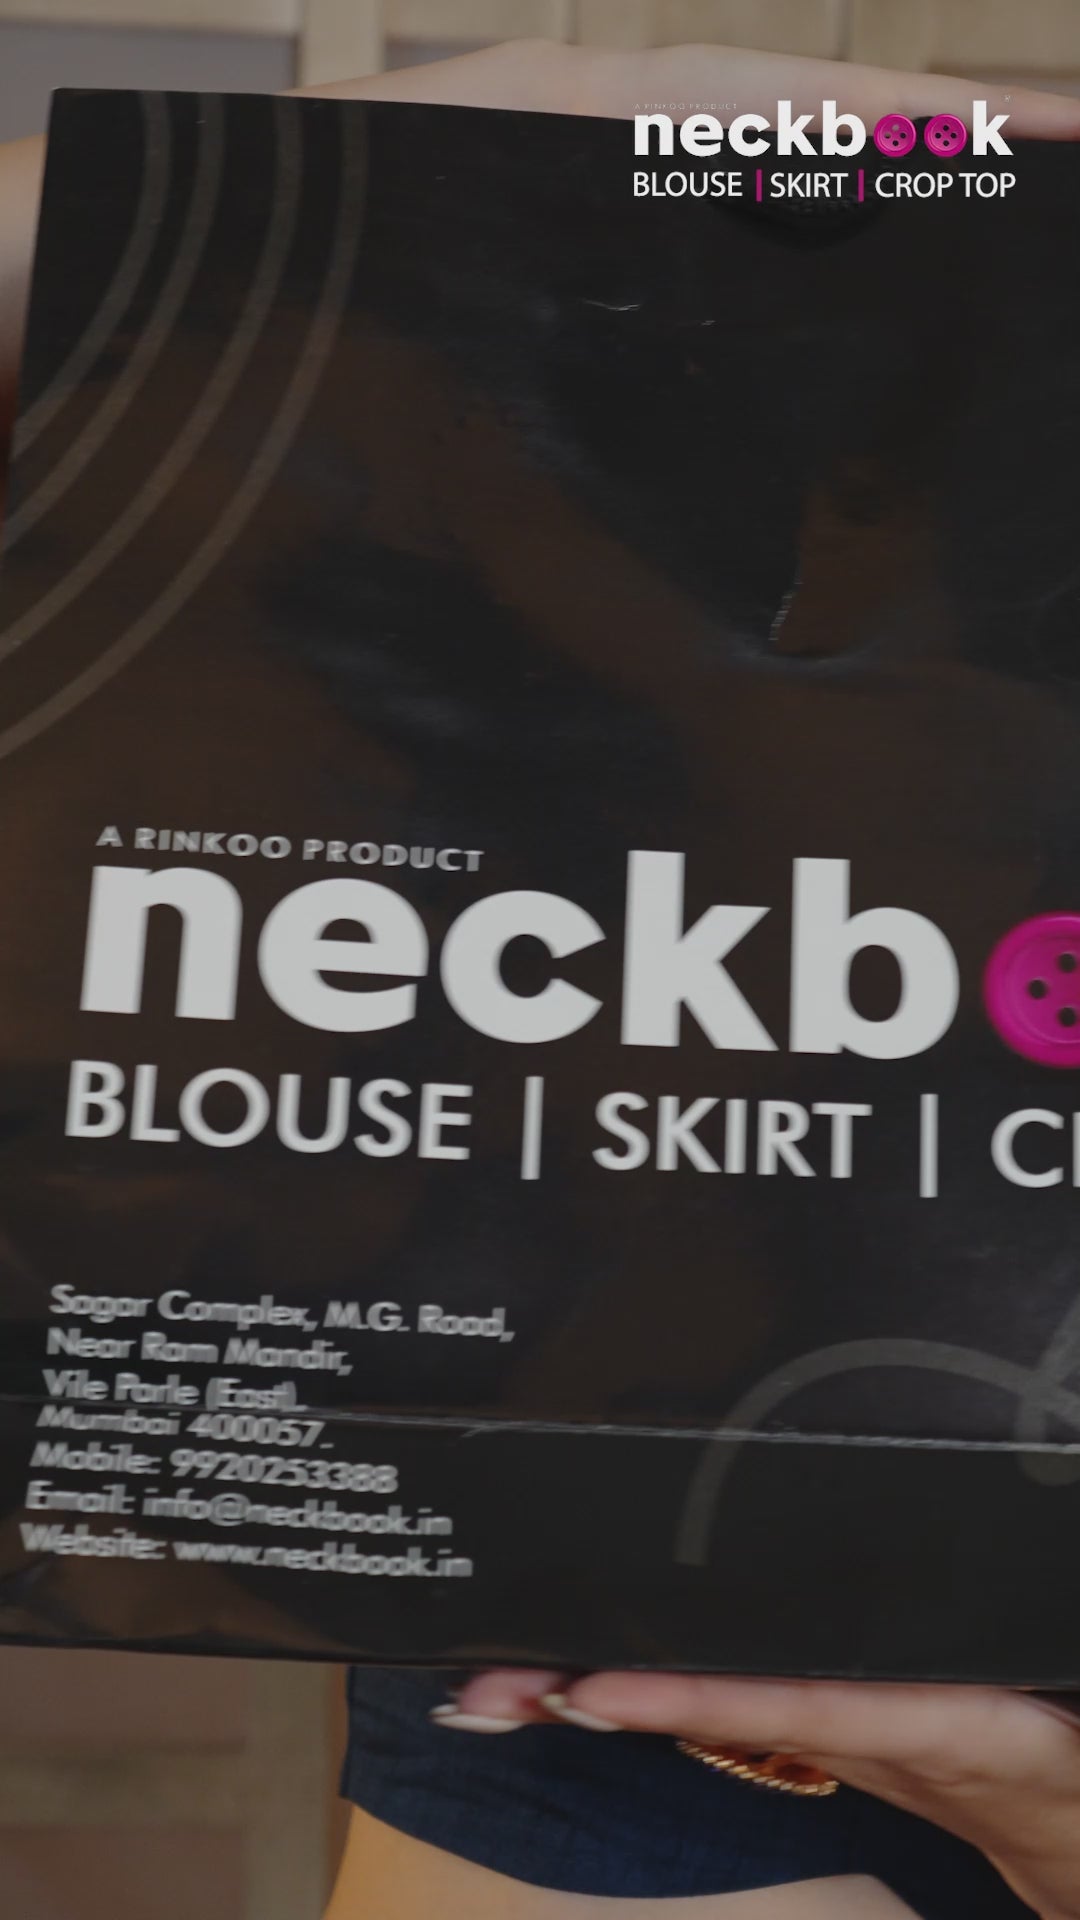 A RINKOO PRODUCT
neckbook
BLOUSE | SKIRT | CROP TOP
A RINKOO PRODUCT
neckbo
BLOUSE | SKIRT |
Sagar Complex, M.G. Road,
Near Ram Mandir,
Vile Parle (East),
Mumbai 400057.
Mobile: 9920253388
Email: info@neckbook.in
Website: www.neckbook.in